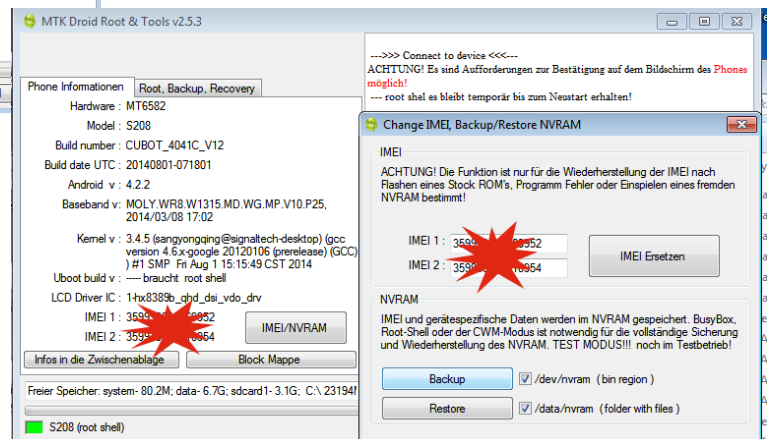 MTK Droid Root & Tools v2.5.3
--->>> Connect to device <<<---
ACHTUNG! Es sind Aufforderungen zur Bestätigung auf dem Bildschirm des Phones
möglich!
--- root shel es bleibt temporär bis zum Neustart erhalten!
Phone Informationen
Root, Backup, Recovery
Hardware : MT6582
Model : S208
Build number : CUBOT_4041C_V12
Build date UTC : 20140801-071801
Android v : 4.2.2
Baseband v: MOLY.WR8.W1315.MD.WG.MP.V10.P25,
2014/03/08 17:02
Kernel v : 3.4.5 (sangyongqing@signaltech-desktop) (gcc
version 4.6.x-google 20120106 (prerelease) (GCC)
) #1 SMP Fri Aug 1 15:15:49 CST 2014
Uboot build v : ----- braucht root shell
LCD Driver IC : 1-hx8389b_qhd_dsi_vdo_drv
IMEI 1 :
IMEI 2 :
IMEI/NVRAM
Infos in die Zwischenablage
Block Mappe
Freier Speicher: system- 80.2M; data- 6.7G; sdcard1- 3.1G; C:\ 23194
S208 (root shell)
Change IMEI, Backup/Restore NVRAM
IMEI
ACHTUNG! Die Funktion ist nur für die Wiederherstellung der IMEI nach
Flashen eines Stock ROM's, Programm Fehler oder Einspielen eines fremden
NVRAM bestimmt!
IMEI 1 :
IMEI 2 :
IMEI Ersetzen
NVRAM
IMEI und gerätespezifische Daten werden im NVRAM gespeichert. BusyBox,
Root-Shell oder der CWM-Modus ist notwendig für die vollständige Sicherung
und Wiederherstellung des NVRAM. TEST MODUS!!! noch im Testbetrieb!
Backup
/dev/nvram ( bin region )
Restore
/data/nvram (folder with files )